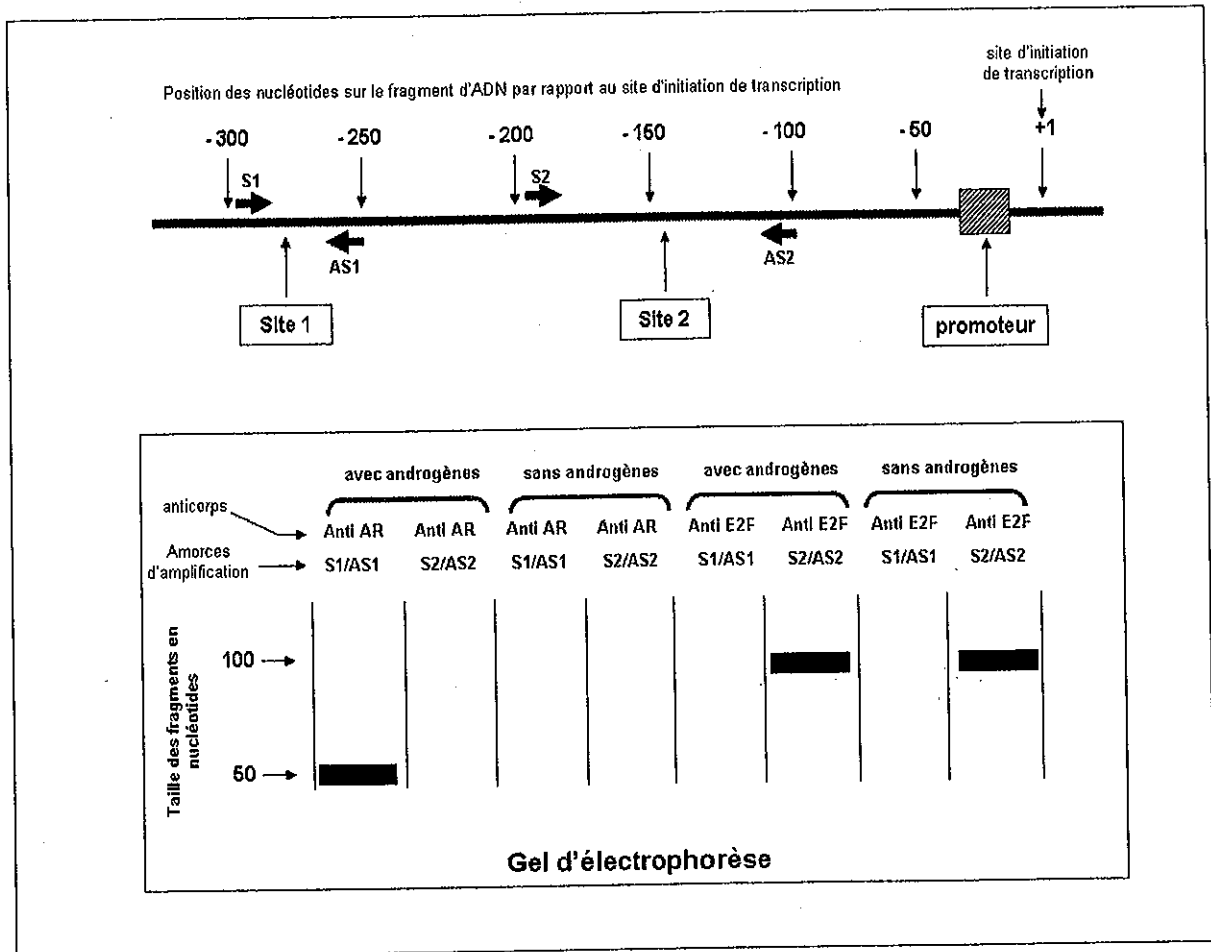 site d'initiation
de transcription
Position des nucléotides sur le fragment d'ADN par rapport au site d'initiation de transcription
- 300 - 250 - 200 - 150 - 100 - 50 +1
S1 S2
AS1 AS2
Site 1 Site 2 promoteur
avec androgènes sans androgènes avec androgènes sans androgènes
anticorps
Anti AR Anti AR Anti AR Anti AR Anti E2F Anti E2F Anti E2F Anti E2F
Amorces
d'amplification
S1/AS1 S2/AS2 S1/AS1 S2/AS2 S1/AS1 S2/AS2 S1/AS1 S2/AS2
Taille des fragments en
nucléotides
100
50
Gel d'électrophorèse